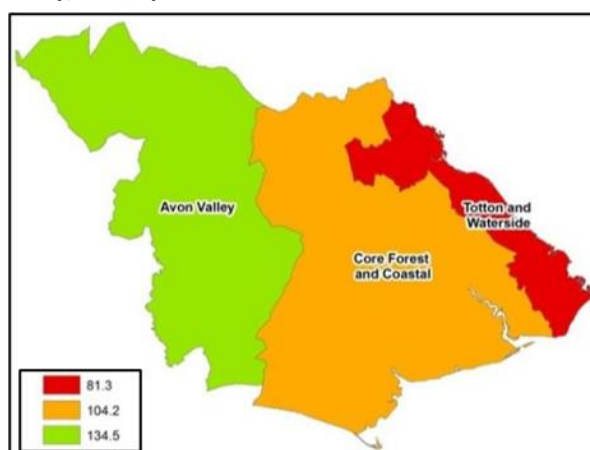 Avon Valley
Totton and
Waterside
Core Forest
and Coastal
81.3
104.2
134.5